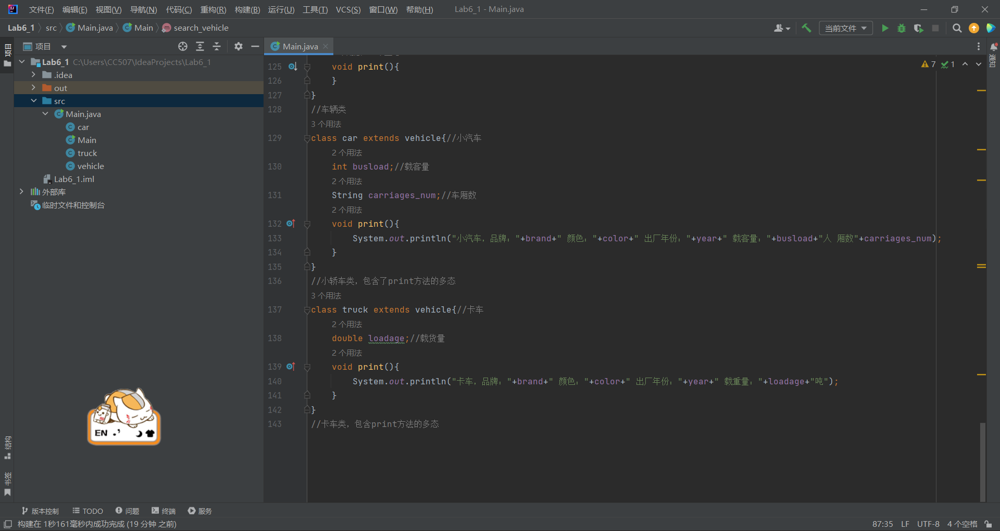 文件(F) 编辑(E) 视图(V) 导航(N) 代码(C) 重构(R) 构建(B) 运行(U) 工具(T) VCS(S) 窗口(W) 帮助(H) Lab6_1 - Main.java
Lab6_1 src Main.java Main search_vehicle 当前文件
项目 Main.java
项目
通知
Lab6_1 C:\Users\CC507\IdeaProjects\Lab6_1
.idea
out
src
Main.java
car
Main
truck
vehicle
Lab6_1.iml
外部库
临时文件和控制台
7 1
125 void print(){
126 }
127 }
128 //车辆类
3 个用法
129 class car extends vehicle{//小汽车
2 个用法
130 int busload;//载客量
2 个用法
131 String carriages_num;//车厢数
2 个用法
132 void print(){
133 System.out.println("小汽车，品牌："+brand+" 颜色："+color+" 出厂年份："+year+" 载客量："+busload+"人 厢数"+carriages_num);
134 }
135 }
136 //小轿车类，包含了print方法的多态
3 个用法
137 class truck extends vehicle{//卡车
2 个用法
138 double loadage;//载货量
2 个用法
139 void print(){
140 System.out.println("卡车，品牌："+brand+" 颜色："+color+" 出厂年份："+year+" 载重量："+loadage+"吨");
141 }
142 }
143 //卡车类，包含print方法的多态
EN
结构
书签
版本控制 TODO 问题 终端 服务
构建在 1秒161毫秒内成功完成 (19 分钟 之前) 87:35 LF UTF-8 4 个空格